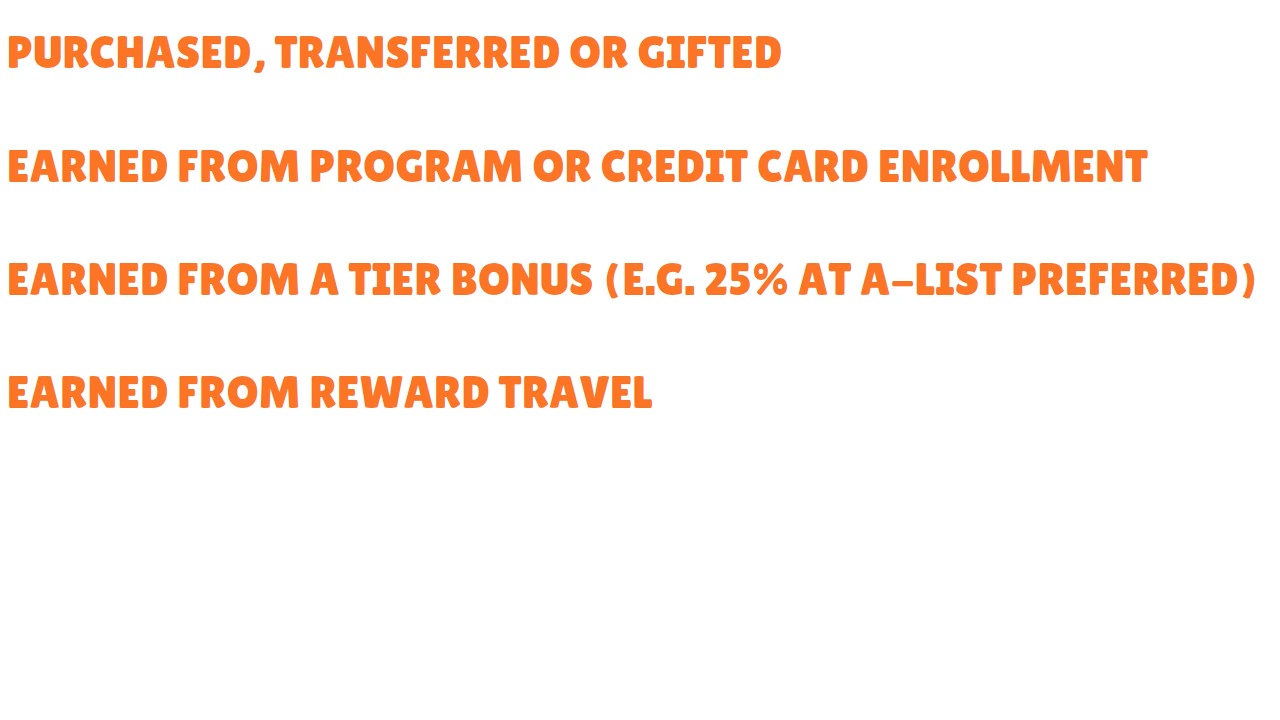 PURCHASED, TRANSFERRED OR GIFTED
EARNED FROM PROGRAM OR CREDIT CARD ENROLLMENT
EARNED FROM A TIER BONUS (E.G. 25% AT A-LIST PREFERRED)
EARNED FROM REWARD TRAVEL